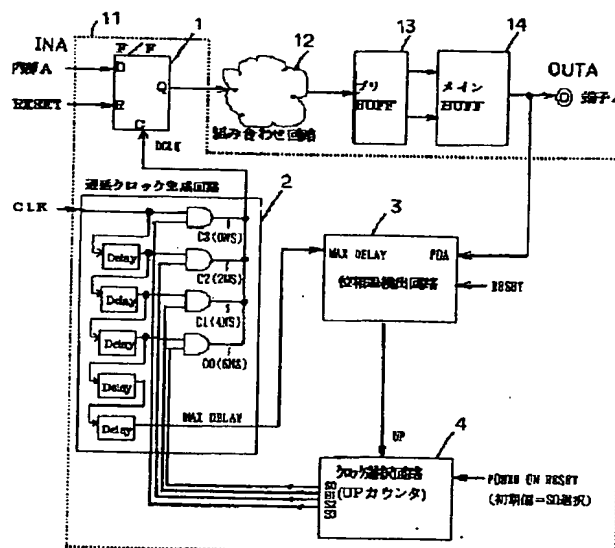 11
INA
F/F
1
12
13
14
OUTA
内部A
D
Q
プリ
BUFF
メイン
BUFF
端子A
RESET
R
C
組み合わせ回路
DCLK
遅延クロック生成回路
2
CLK
C3(0NS)
Delay
C2(2NS)
Delay
C1(4NS)
Delay
C0(6NS)
Delay
Delay
MAX DELAY
3
MAX DELAY
PDA
位相差検出回路
RESET
UP
4
クロック選択回路
(UPカウンタ)
S0
S1
S2
S3
POWER ON RESET
(初期値=S0選択)